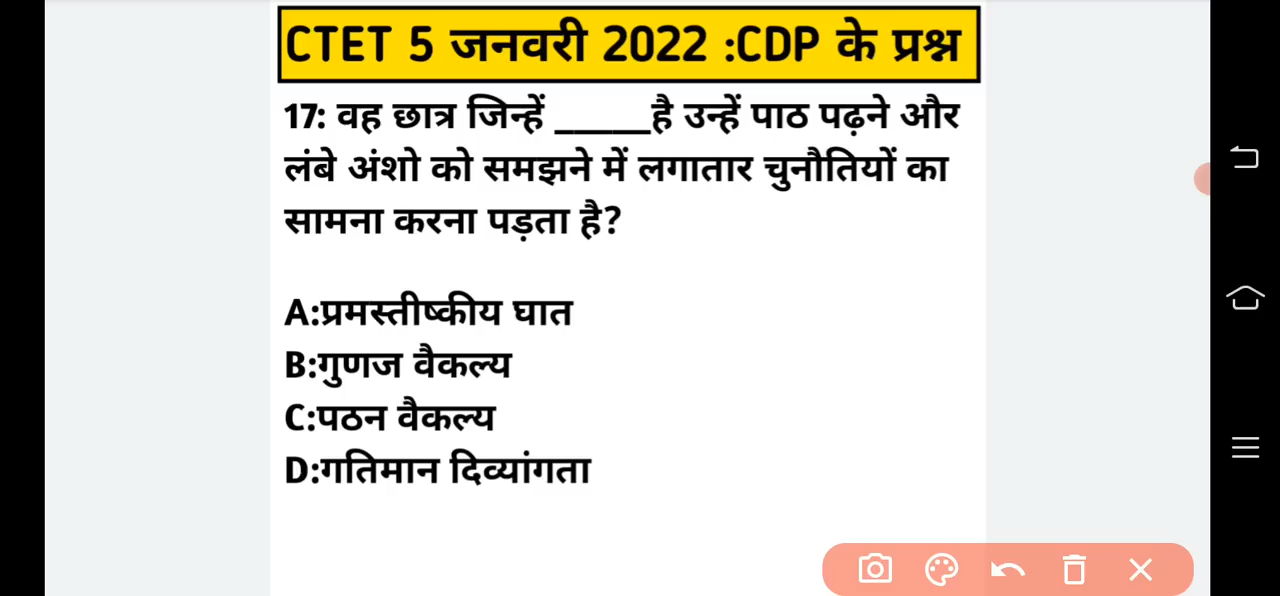 CTET 5 जनवरी 2022 :CDP के प्रश्न
17: वह छात्र जिन्हें _____है उन्हें पाठ पढ़ने और
लंबे अंशो को समझने में लगातार चुनौतियों का
सामना करना पड़ता है?
A:प्रमस्तीष्कीय घात
B:गुणज वैकल्य
C:पठन वैकल्य
D:गतिमान दिव्यांगता